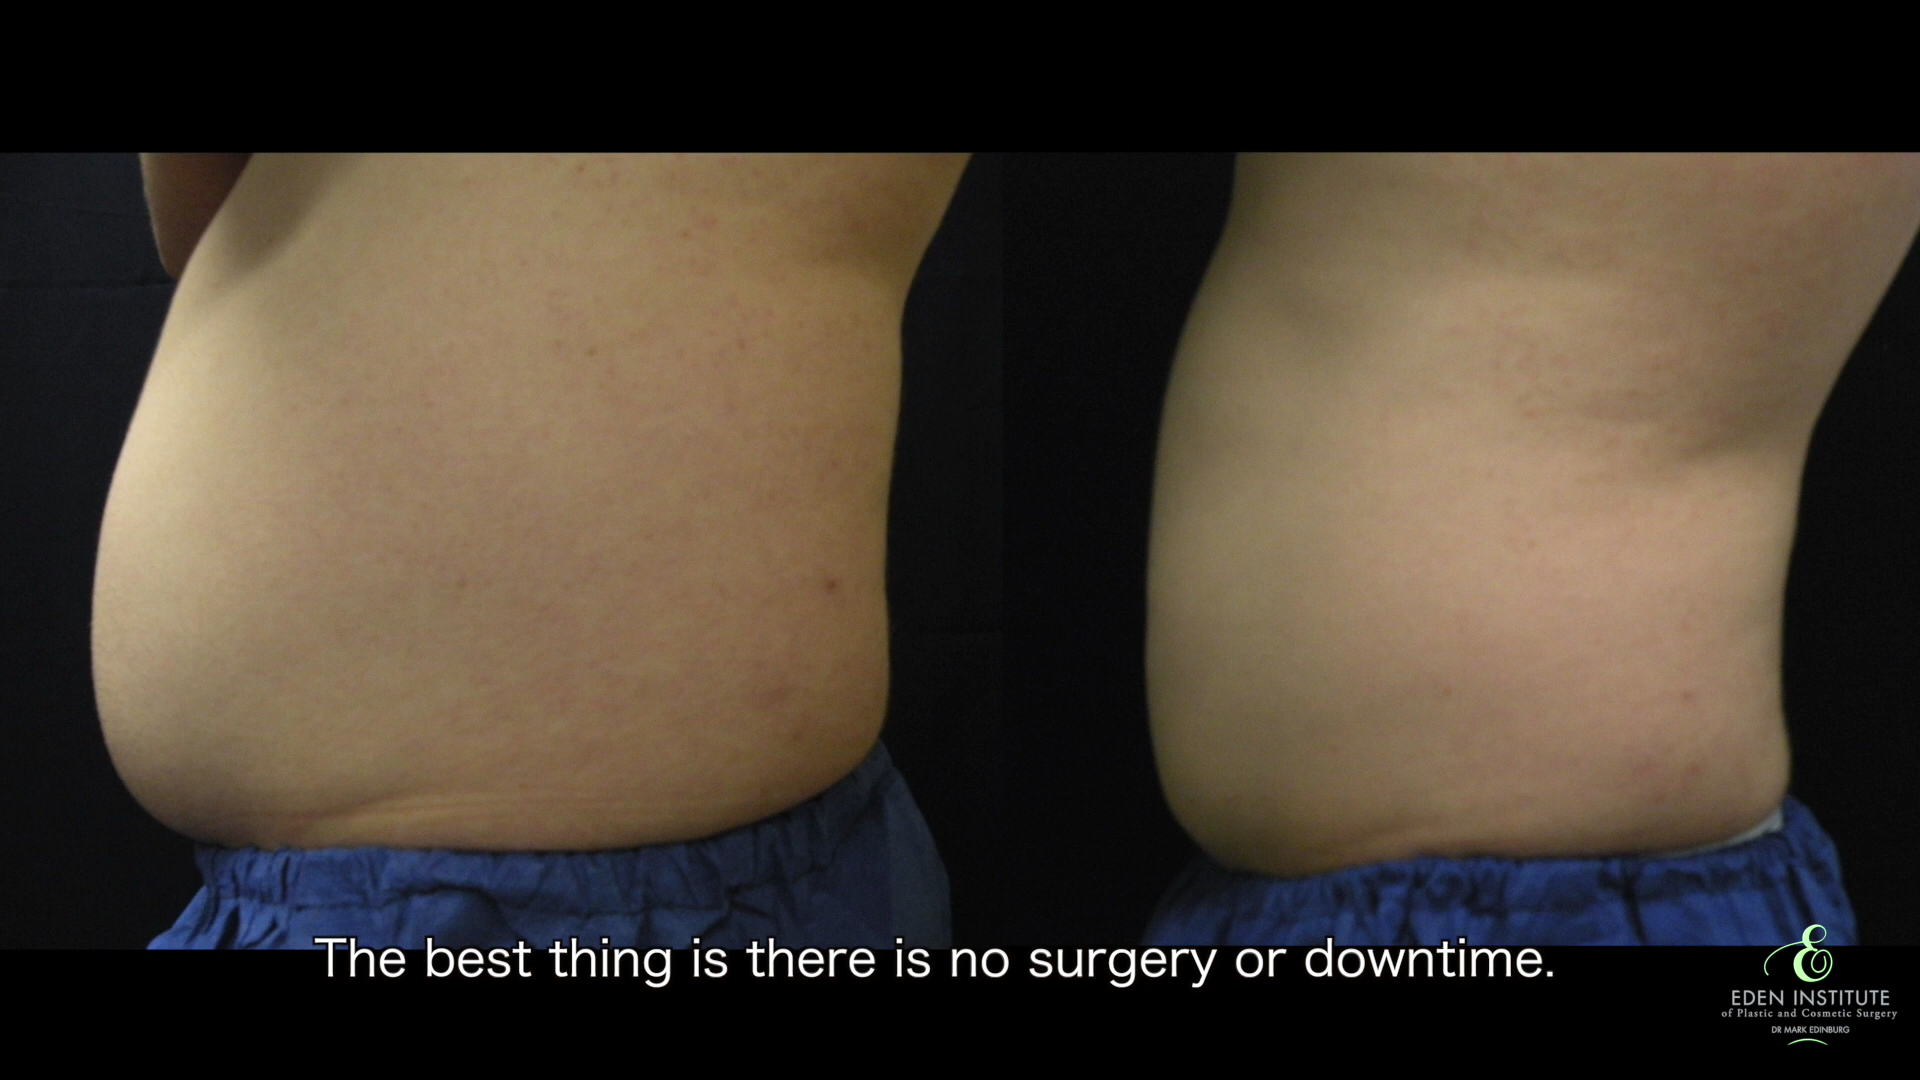 The best thing is there is no surgery or downtime.
E
EDEN INSTITUTE
of Plastic and Cosmetic Surgery
DR MARK EDINBURG